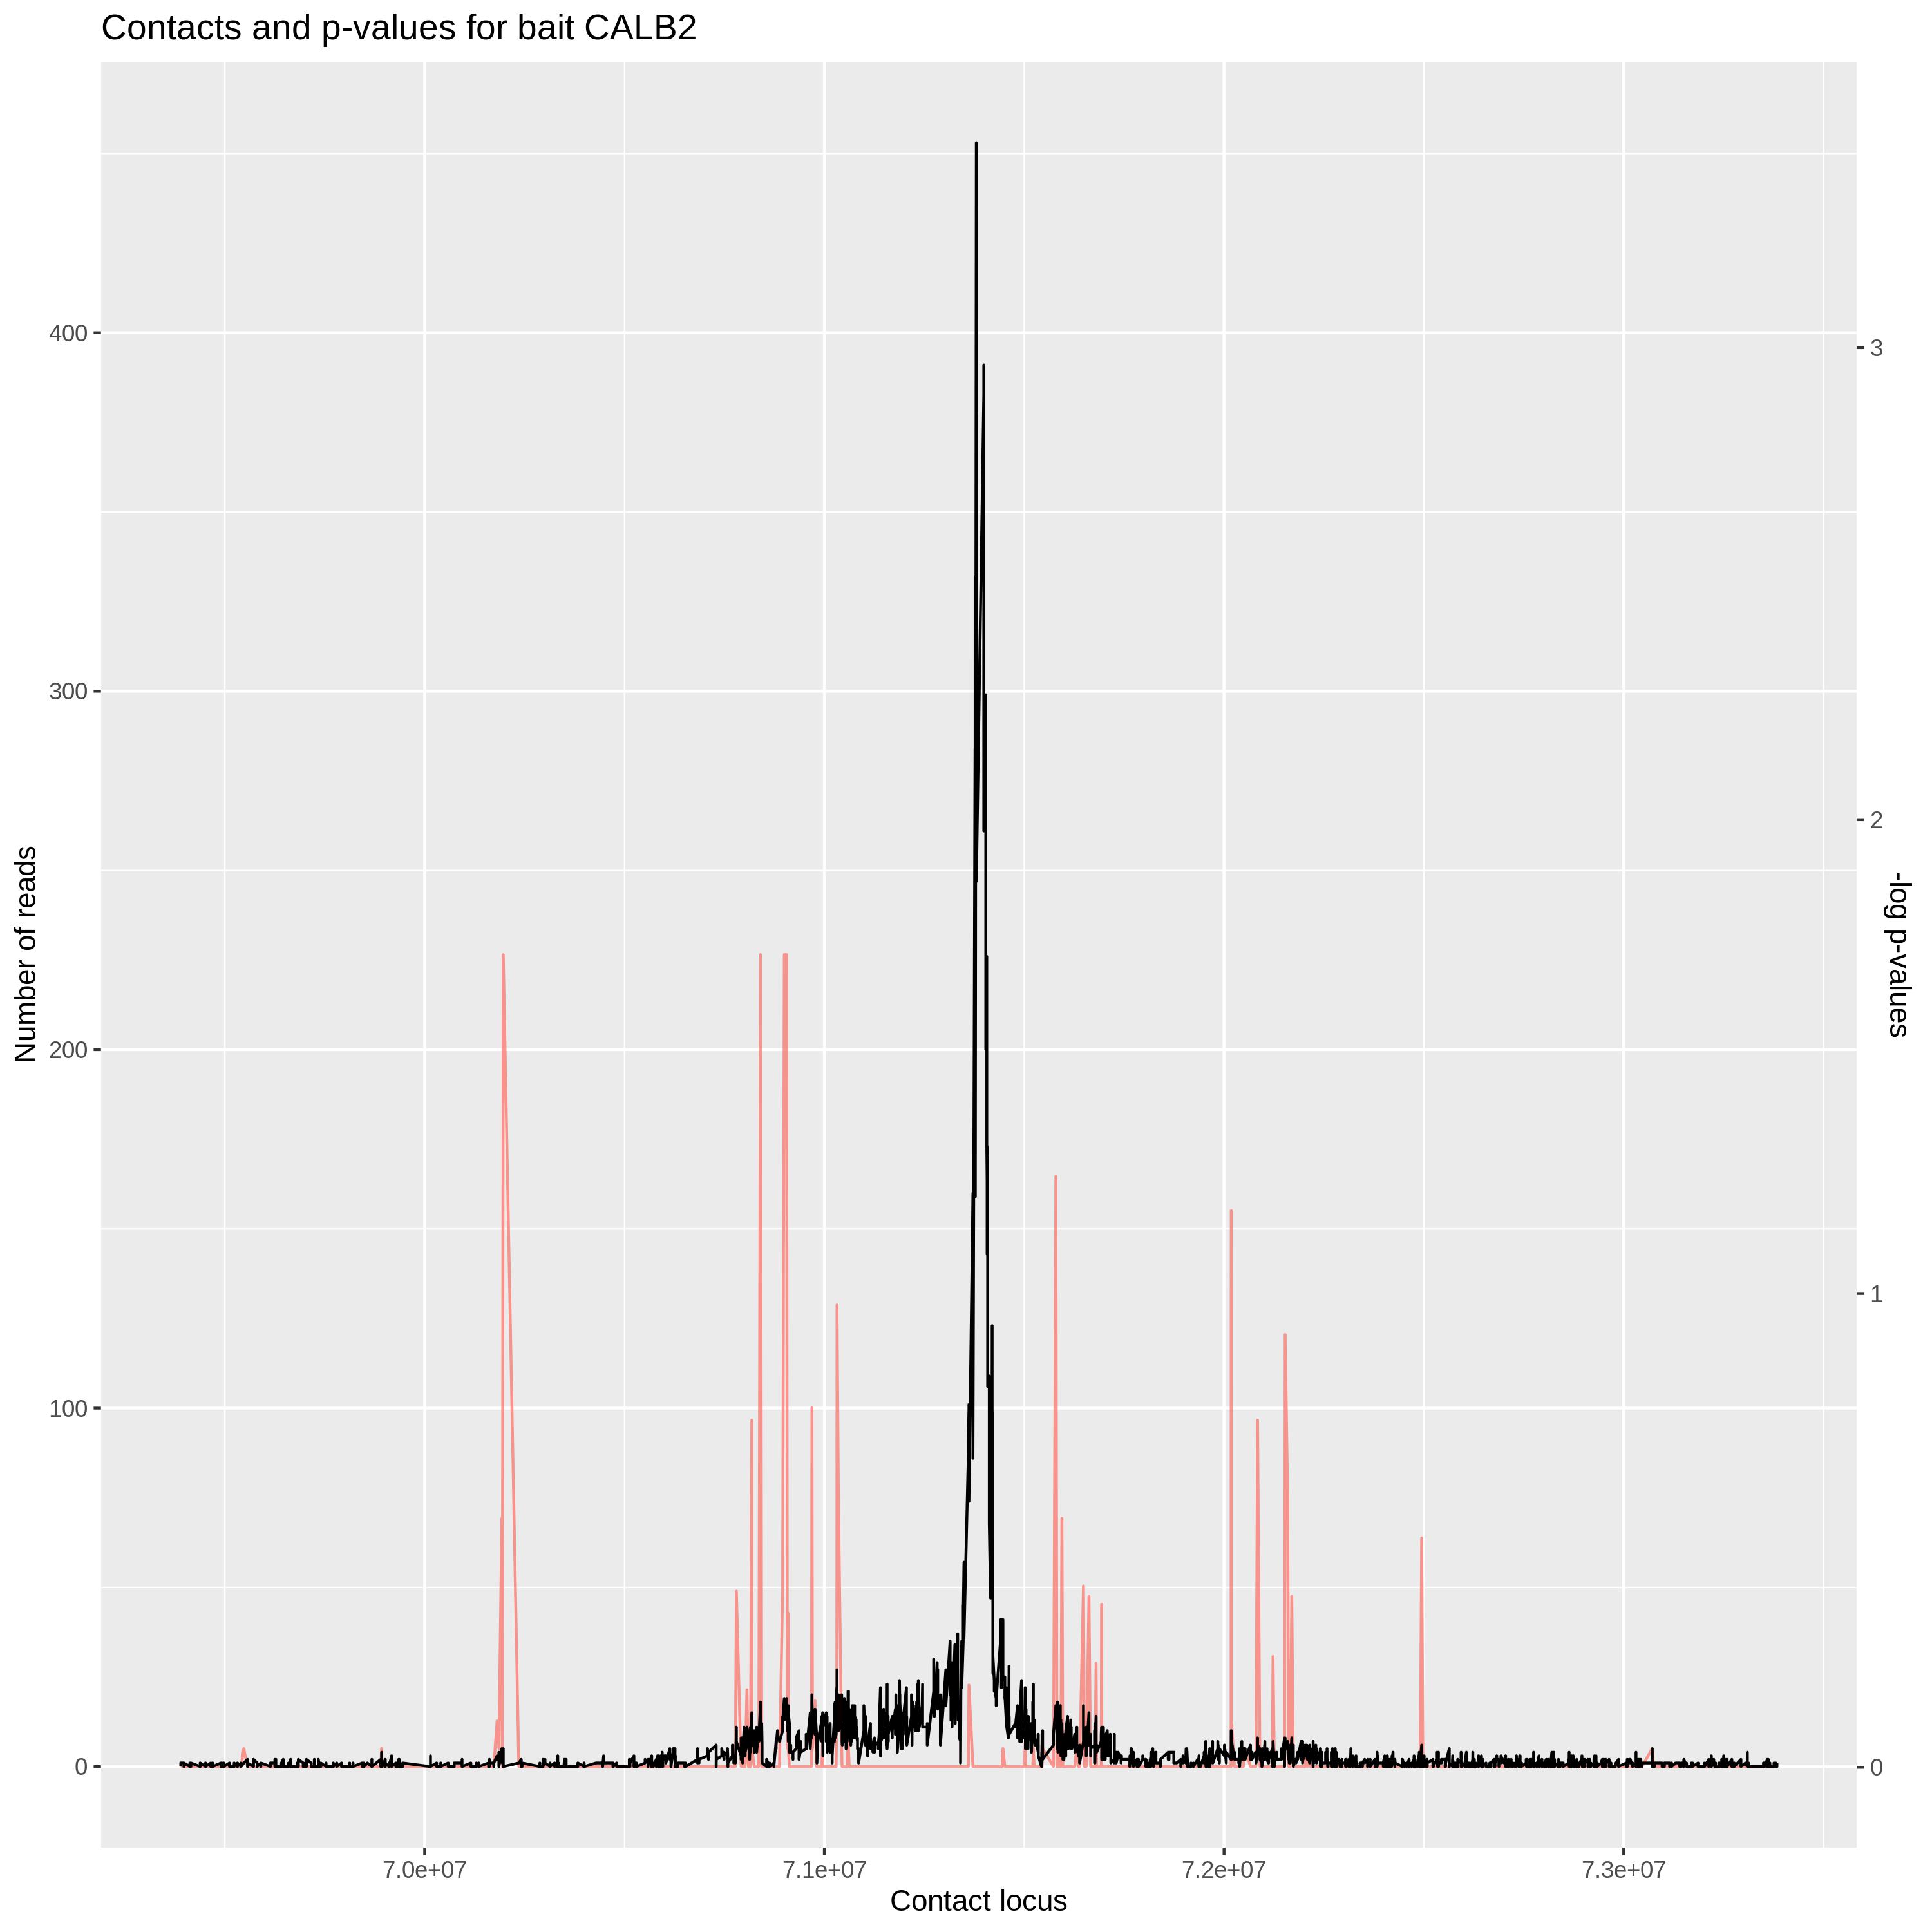 Contacts and p-values for bait CALB2
Number of reads
400
300
200
100
0
3
2
1
0
-log p-values
7.0e+07
7.1e+07
7.2e+07
7.3e+07
Contact locus